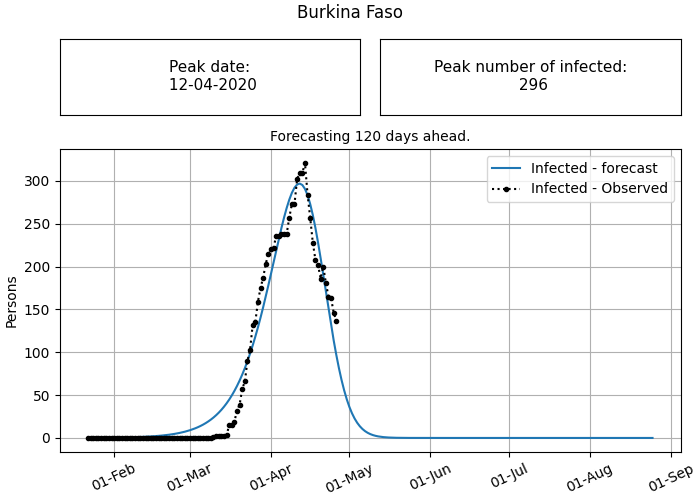 Burkina Faso
Peak date:
12-04-2020
Peak number of infected:
296
Forecasting 120 days ahead.
Infected - forecast
Infected - Observed
Persons
300
250
200
150
100
50
0
01-Feb
01-Mar
01-Apr
01-May
01-Jun
01-Jul
01-Aug
01-Sep